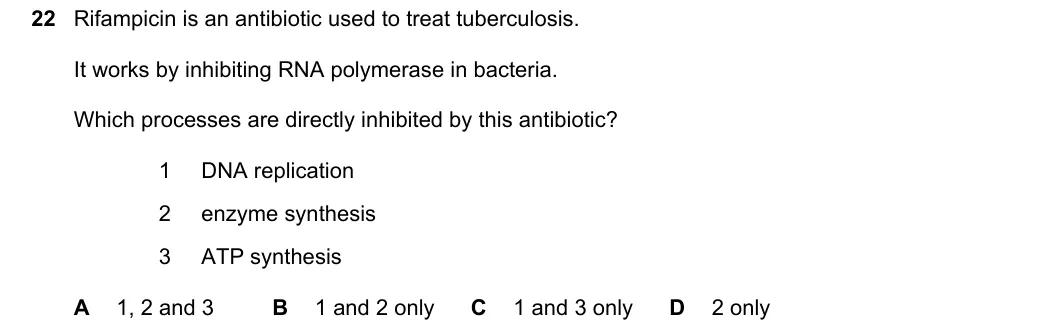 22 Rifampicin is an antibiotic used to treat tuberculosis.
It works by inhibiting RNA polymerase in bacteria.
Which processes are directly inhibited by this antibiotic?
1 DNA replication
2 enzyme synthesis
3 ATP synthesis
A 1, 2 and 3 B 1 and 2 only C 1 and 3 only D 2 only